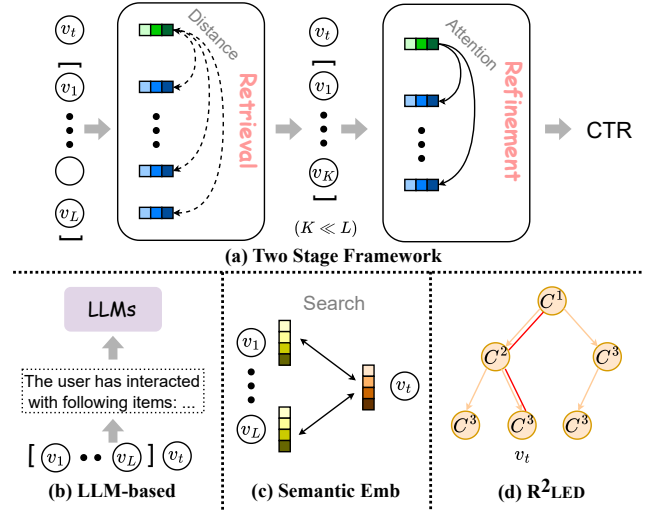 v_t
v_1
v_L
Distance
Retrieval
v_t
v_1
v_K
(K ≪ L)
Attention
Refinement
CTR
(a) Two Stage Framework
LLMs
The user has interacted
with following items: ...
[ v_1 v_L ] v_t
(b) LLM-based
Search
v_1
v_L
v_t
(c) Semantic Emb
C^1
C^2 C^3
C^3 C^3 C^3
v_t
(d) R²LED